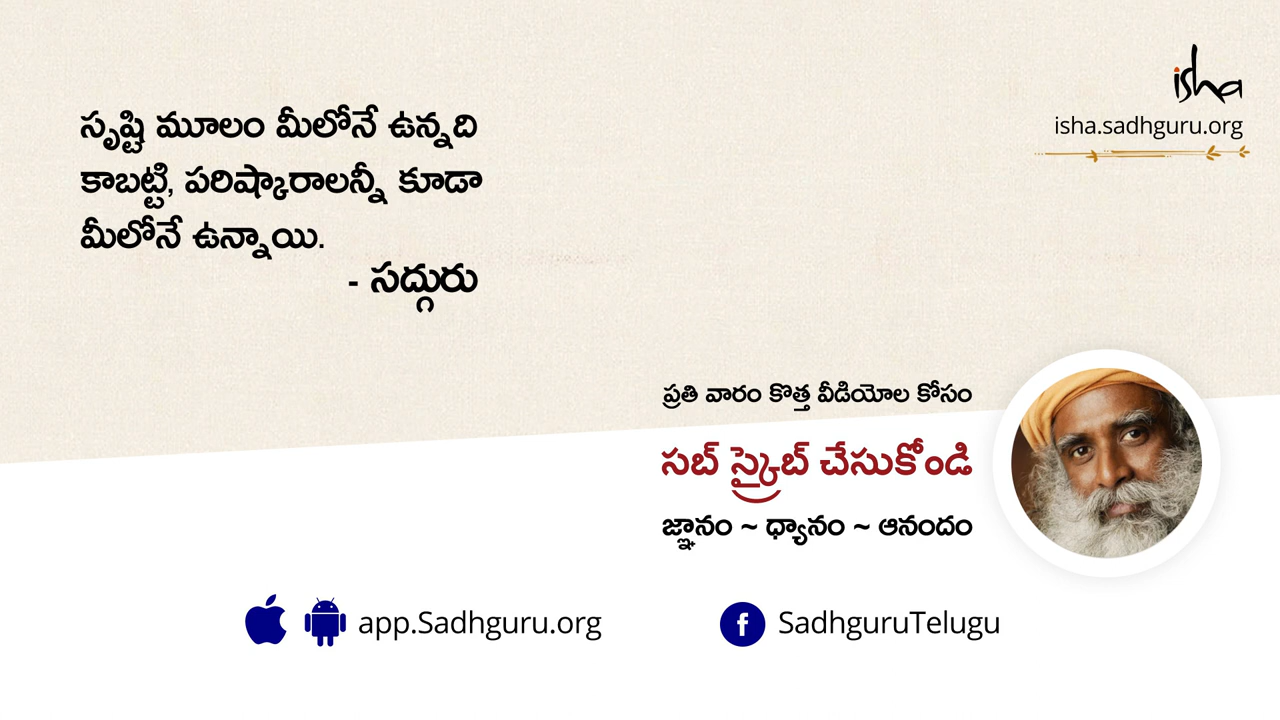 సృష్టి మూలం మీలోనే ఉన్నది
కాబట్టి, పరిష్కారాలన్నీ కూడా
మీలోనే ఉన్నాయి.
- సద్గురు
isha
isha.sadhguru.org
ప్రతి వారం కొత్త వీడియోల కోసం
సబ్ స్క్రైబ్ చేసుకోండి
జ్ఞానం ~ ధ్యానం ~ ఆనందం
app.Sadhguru.org
SadhguruTelugu